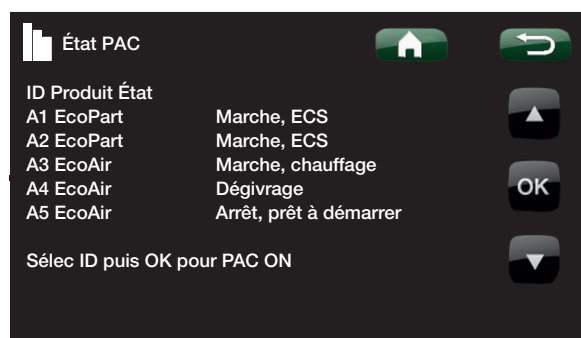 État PAC
ID Produit État
A1 EcoPart Marche, ECS
A2 EcoPart Marche, ECS
A3 EcoAir Marche, chauffage
A4 EcoAir Dégivrage
A5 EcoAir Arrêt, prêt à démarrer
OK
Sélec ID puis OK pour PAC ON